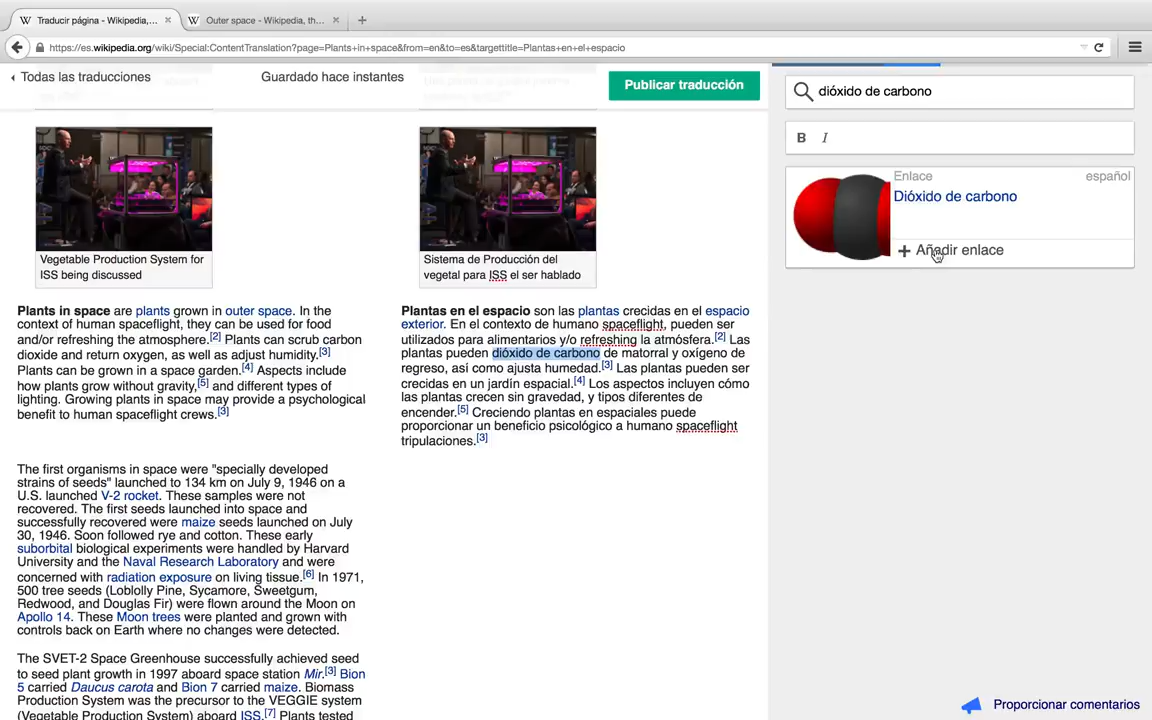 Traducir página - Wikipedia,...
Outer space - Wikipedia, th...
https://es.wikipedia.org/wiki/Special:ContentTranslation?page=Plants+in+space&from=en&to=es&targettitle=Plantas+en+el+espacio
Todas las traducciones
Guardado hace instantes
Publicar traducción
dióxido de carbono
B I
Enlace
español
Dióxido de carbono
+ Añadir enlace
Vegetable Production System for
ISS being discussed
Sistema de Producción del
vegetal para ISS el ser hablado
Plants in space are plants grown in outer space. In the
context of human spaceflight, they can be used for food
and/or refreshing the atmosphere.[2] Plants can scrub carbon
dioxide and return oxygen, as well as adjust humidity.[3]
Plants can be grown in a space garden.[4] Aspects include
how plants grow without gravity,[5] and different types of
lighting. Growing plants in space may provide a psychological
benefit to human spaceflight crews.[3]
Plantas en el espacio son las plantas crecidas en el espacio
exterior. En el contexto de humano spaceflight, pueden ser
utilizados para alimentarios y/o refreshing la atmósfera.[2] Las
plantas pueden dióxido de carbono de matorral y oxígeno de
regreso, así como ajusta humedad.[3] Las plantas pueden ser
crecidas en un jardín espacial.[4] Los aspectos incluyen cómo
las plantas crecen sin gravedad, y tipos diferentes de
encender.[5] Creciendo plantas en espaciales puede
proporcionar un beneficio psicológico a humano spaceflight
tripulaciones.[3]
The first organisms in space were "specially developed
strains of seeds" launched to 134 km on July 9, 1946 on a
U.S. launched V-2 rocket. These samples were not
recovered. The first seeds launched into space and
successfully recovered were maize seeds launched on July
30, 1946. Soon followed rye and cotton. These early
suborbital biological experiments were handled by Harvard
University and the Naval Research Laboratory and were
concerned with radiation exposure on living tissue.[6] In 1971,
500 tree seeds (Loblolly Pine, Sycamore, Sweetgum,
Redwood, and Douglas Fir) were flown around the Moon on
Apollo 14. These Moon trees were planted and grown with
controls back on Earth where no changes were detected.
The SVET-2 Space Greenhouse successfully achieved seed
to seed plant growth in 1997 aboard space station Mir.[3] Bion
5 carried Daucus carota and Bion 7 carried maize. Biomass
Production System was the precursor to the VEGGIE system
(Vegetable Production System) aboard ISS.[7] Plants tested
Proporcionar comentarios